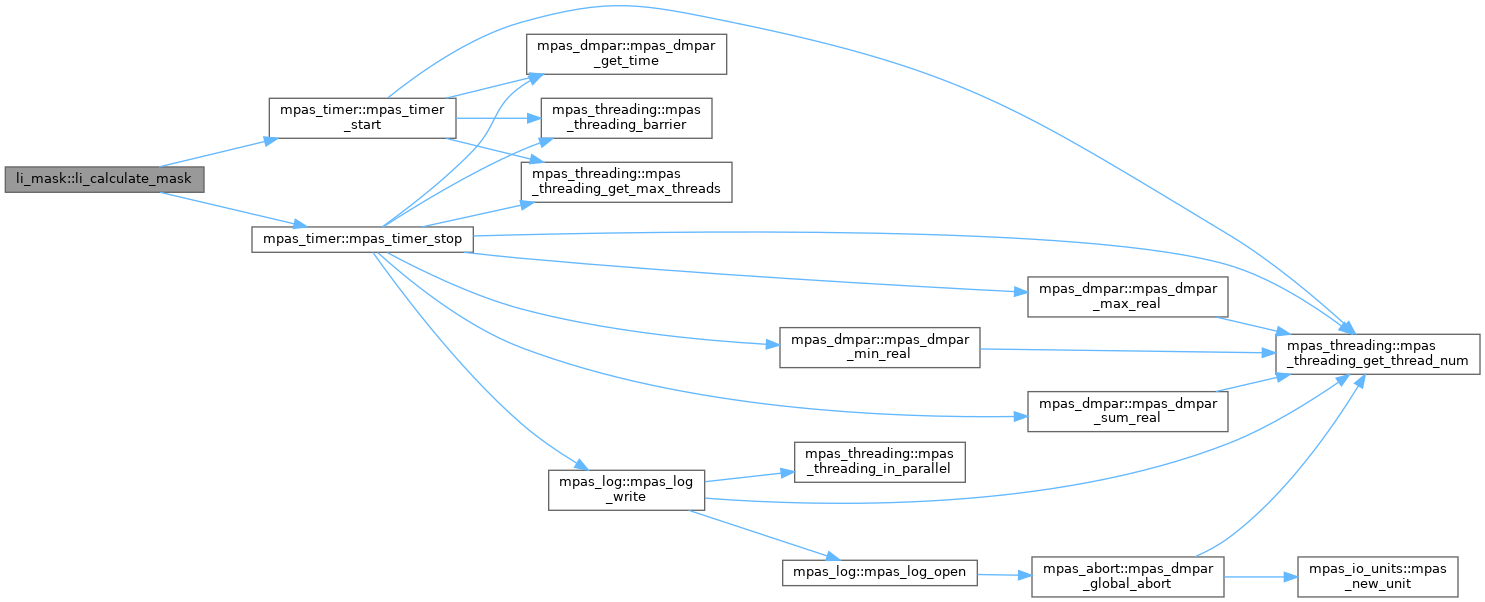 li_mask::li_calculate_mask
mpas_timer::mpas_timer
_start
mpas_timer::mpas_timer_stop
mpas_dmpar::mpas_dmpar
_get_time
mpas_threading::mpas
_threading_barrier
mpas_threading::mpas
_threading_get_max_threads
mpas_dmpar::mpas_dmpar
_max_real
mpas_dmpar::mpas_dmpar
_min_real
mpas_threading::mpas
_threading_get_thread_num
mpas_dmpar::mpas_dmpar
_sum_real
mpas_log::mpas_log
_write
mpas_threading::mpas
_threading_in_parallel
mpas_log::mpas_log_open
mpas_abort::mpas_dmpar
_global_abort
mpas_io_units::mpas
_new_unit